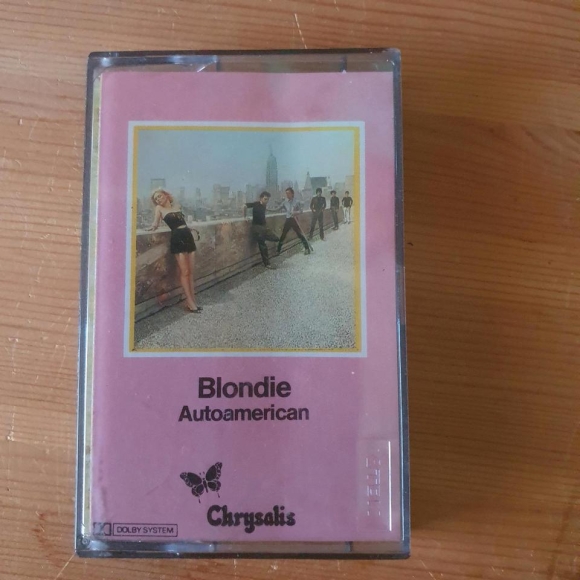 Blondie
Autoamerican
Chrysalis
DOLBY SYSTEM